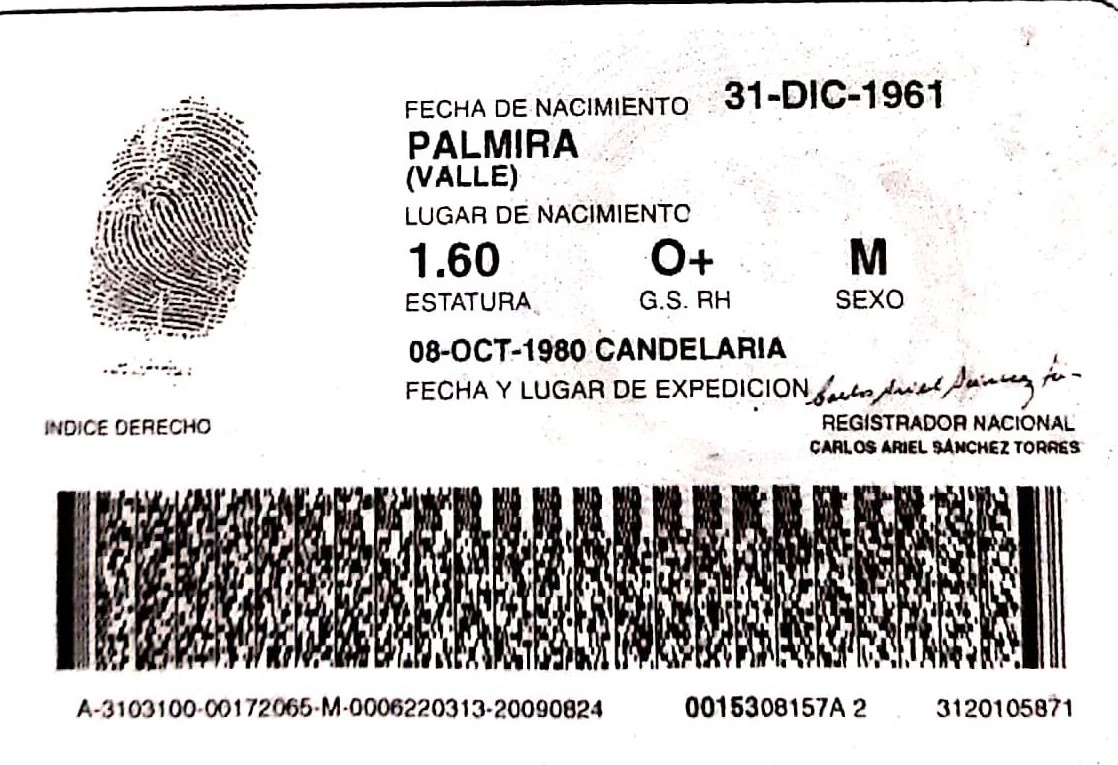 FECHA DE NACIMIENTO 31-DIC-1961
PALMIRA
(VALLE)
LUGAR DE NACIMIENTO
1.60 O+ M
ESTATURA G.S. RH SEXO
08-OCT-1980 CANDELARIA
FECHA Y LUGAR DE EXPEDICION
INDICE DERECHO
REGISTRADOR NACIONAL
CARLOS ARIEL SÁNCHEZ TORRES
A-3103100-00172065-M-0006220313-20090824 0015308157A 2 3120105871